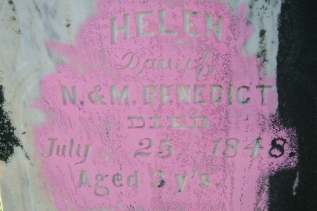 HELEN
Dau. of
N. & M. BENEDICT
DIED
July 25, 1848
Aged 3 y's.